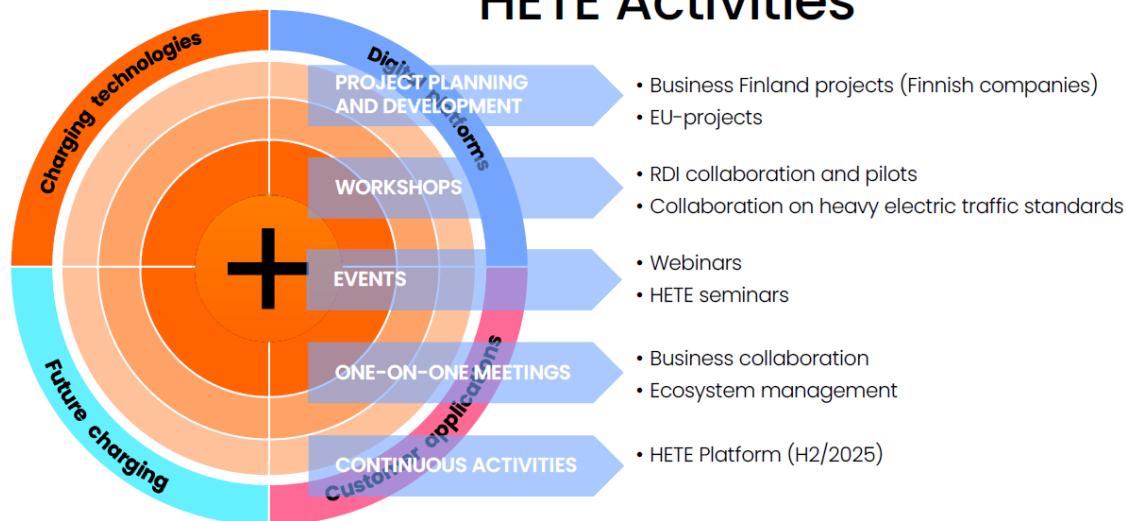 HETE Activities
Charging technologies
Digital platforms
PROJECT PLANNING
AND DEVELOPMENT
• Business Finland projects (Finnish companies)
• EU-projects
WORKSHOPS
• RDI collaboration and pilots
• Collaboration on heavy electric traffic standards
EVENTS
• Webinars
• HETE seminars
ONE-ON-ONE MEETINGS
• Business collaboration
• Ecosystem management
CONTINUOUS ACTIVITIES
• HETE Platform (H2/2025)
Future charging
Customer applications